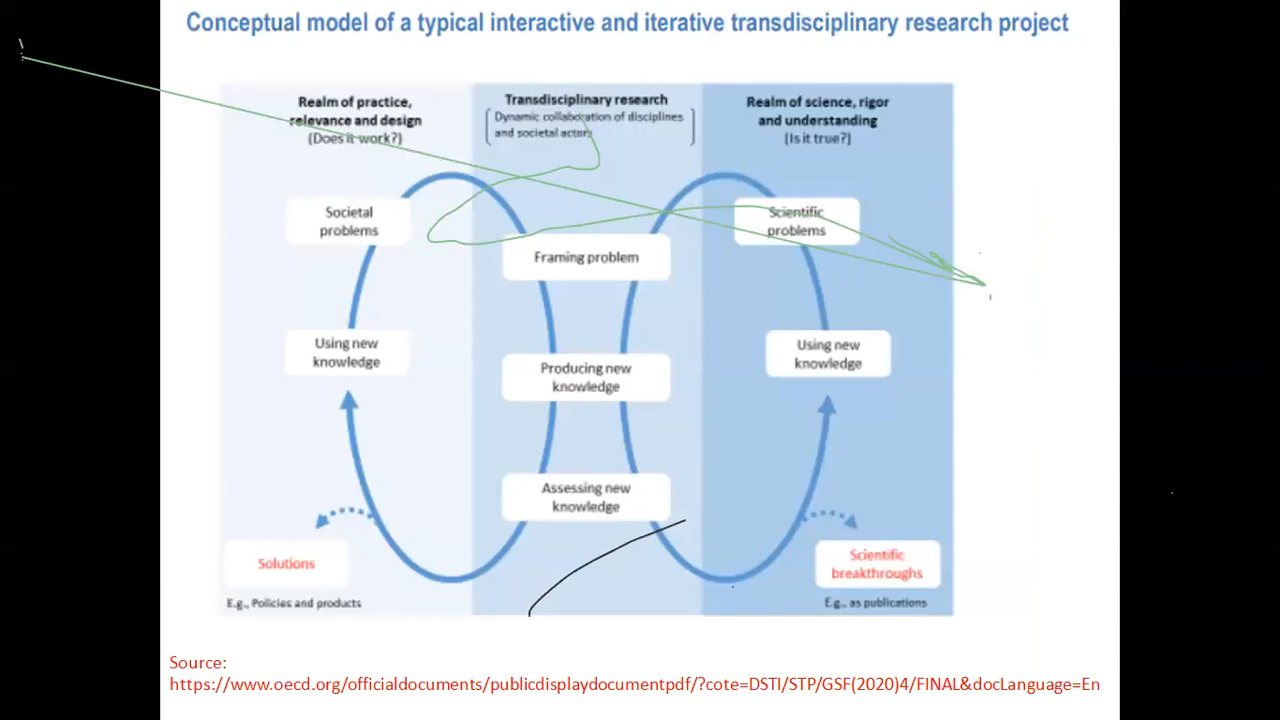 Conceptual model of a typical interactive and iterative transdisciplinary research project
Realm of practice,
relevance and design
(Does it work?)
Transdisciplinary research
Dynamic collaboration of disciplines
and societal actors
Realm of science, rigor
and understanding
(Is it true?)
Societal
problems
Framing problem
Scientific
problems
Using new
knowledge
Producing new
knowledge
Using new
knowledge
Assessing new
knowledge
Solutions
Scientific
breakthroughs
E.g., Policies and products
E.g., as publications
Source:
https://www.oecd.org/officialdocuments/publicdisplaydocumentpdf/?cote=DSTI/STP/GSF(2020)4/FINAL&docLanguage=En